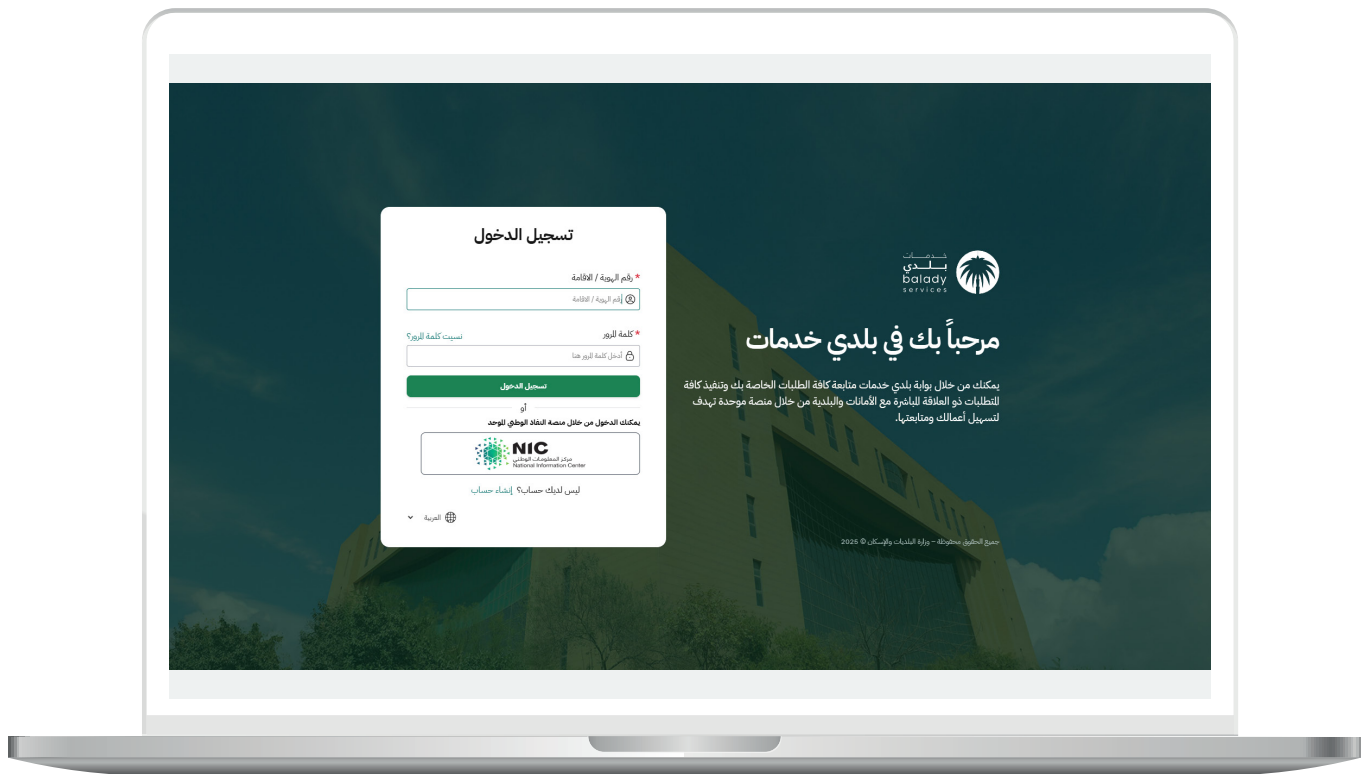 خدمات
بلدي
balady
services
مرحباً بك في بلدي خدمات
يمكنك من خلال بوابة بلدي خدمات متابعة كافة الطلبات الخاصة بك وتنفيذ كافة
المتطلبات ذو العلاقة المباشرة مع الأمانات والبلدية من خلال منصة موحدة تهدف
لتسهيل أعمالك ومتابعتها.
جميع الحقوق محفوظة – وزارة البلديات والإسكان © 2025
تسجيل الدخول
* رقم الهوية / الاقامة
رقم الهوية / الاقامة
* كلمة المرور
نسيت كلمة المرور؟
أدخل كلمة المرور هنا
تسجيل الدخول
أو
يمكنك الدخول من خلال منصة النفاذ الوطني الموحد
NIC
مركز المعلومات الوطني
National Information Center
ليس لديك حساب؟ إنشاء حساب
العربية